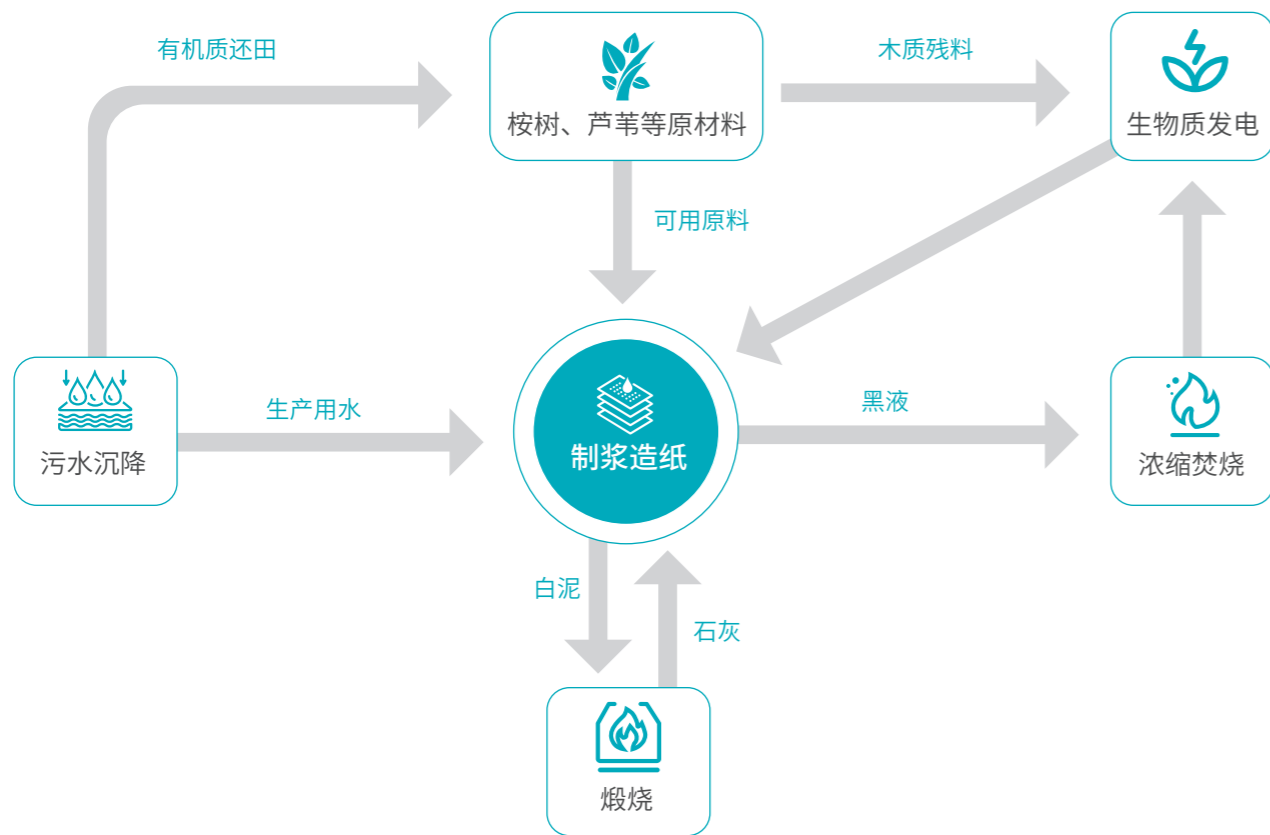 有机质还田
木质残料
桉树、芦苇等原材料
生物质发电
可用原料
生产用水
黑液
污水沉降
制浆造纸
浓缩焚烧
白泥
石灰
煅烧